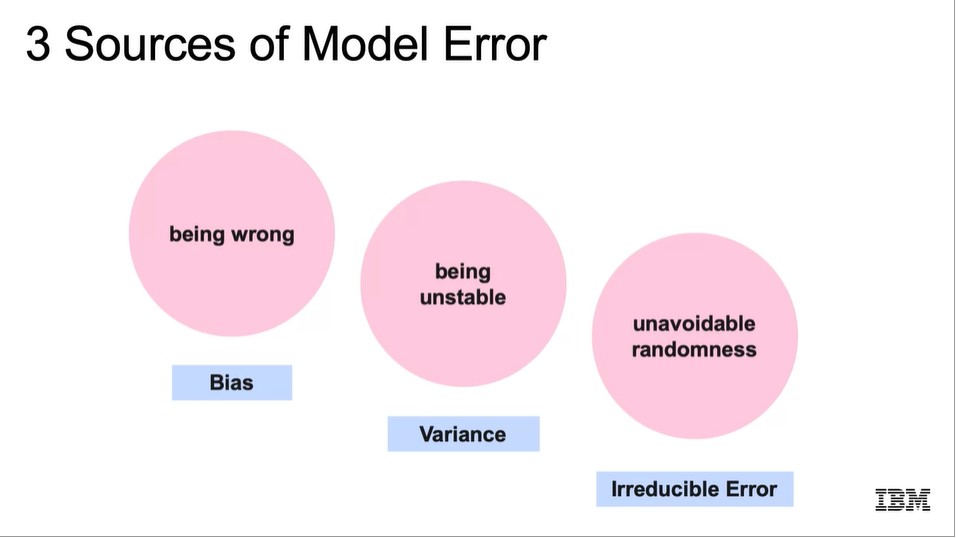 3 Sources of Model Error
being wrong
Bias
being
unstable
Variance
unavoidable
randomness
Irreducible Error
IBM